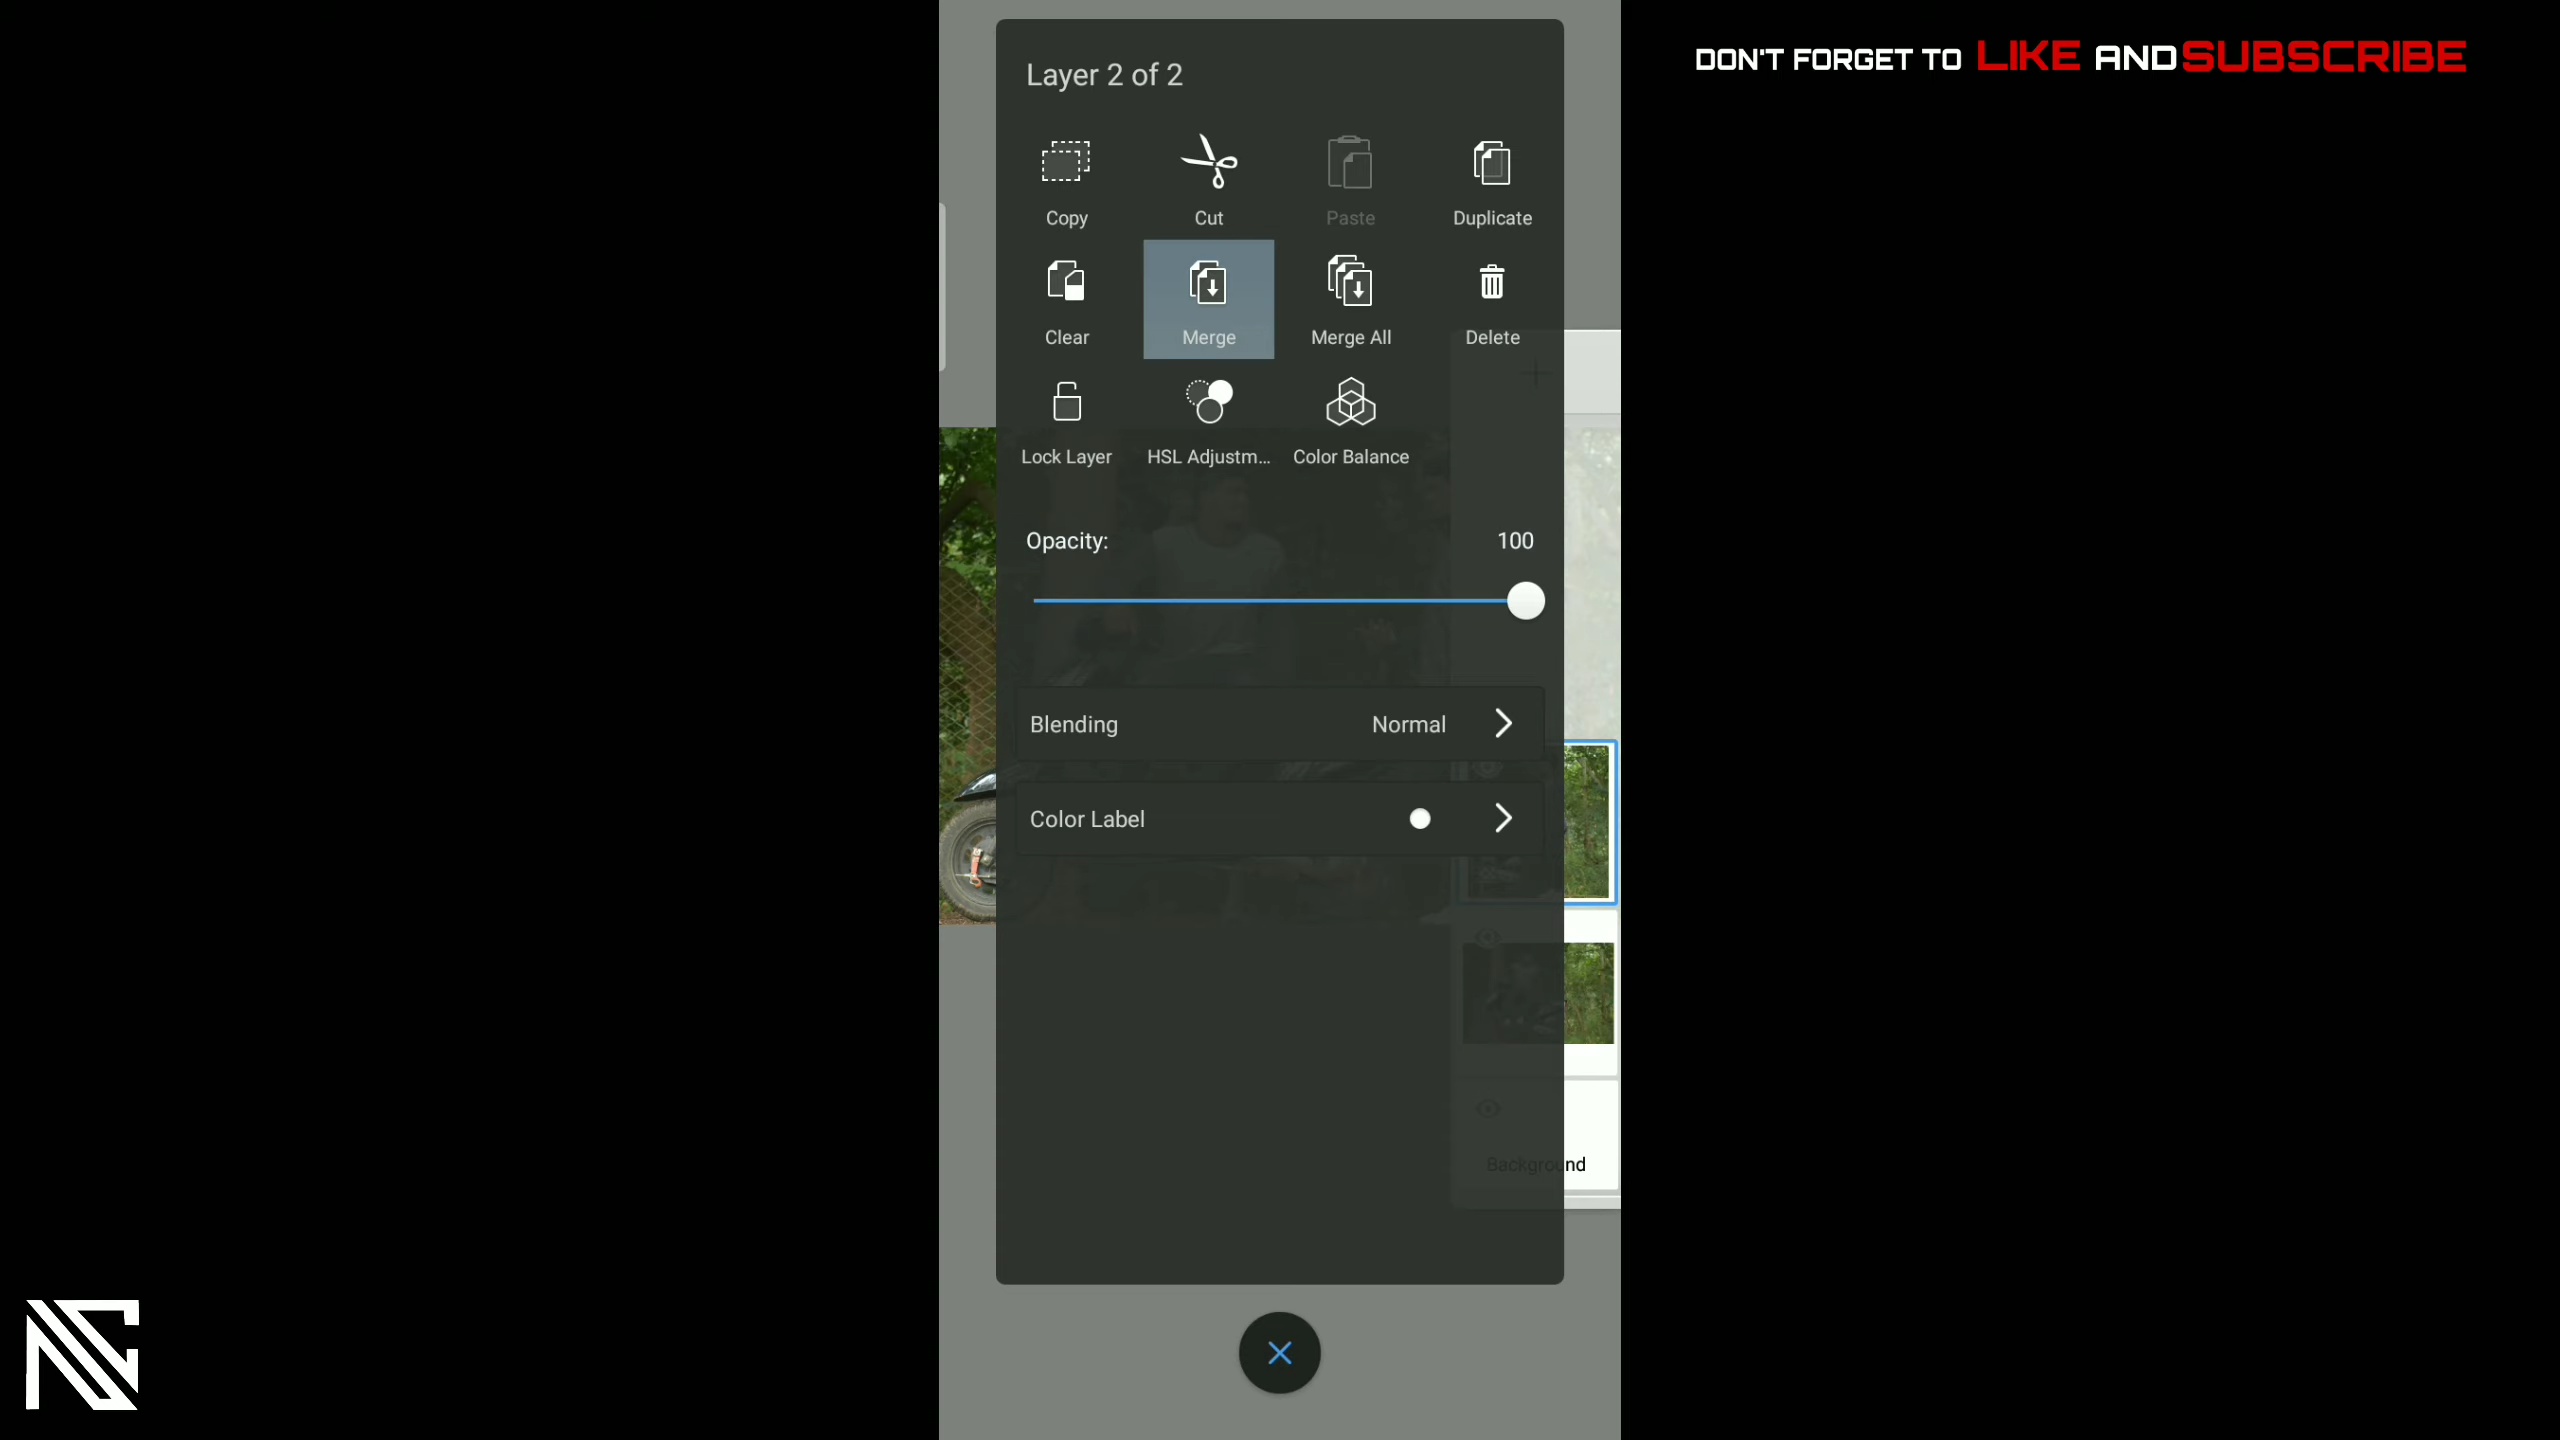 DON'T FORGET TO LIKE AND SUBSCRIBE
Layer 2 of 2
Copy Cut Paste Duplicate
Clear Merge Merge All Delete
Lock Layer HSL Adjustm... Color Balance
Opacity: 100
Blending Normal
Color Label
Background